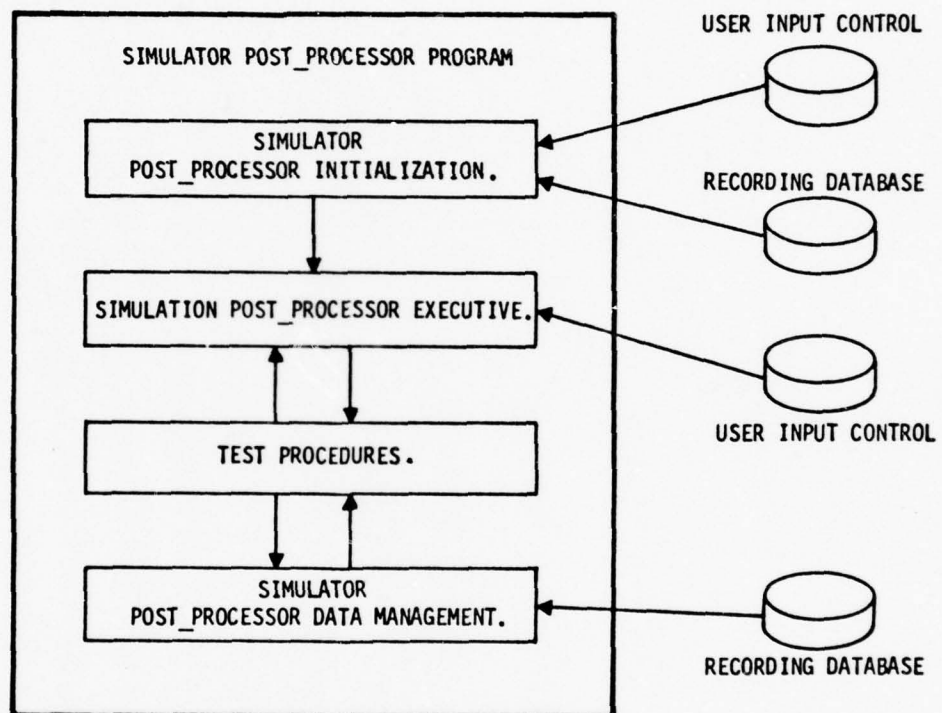 SIMULATOR POST_PROCESSOR PROGRAM
SIMULATOR
POST_PROCESSOR INITIALIZATION.
SIMULATION POST_PROCESSOR EXECUTIVE.
TEST PROCEDURES.
SIMULATOR
POST_PROCESSOR DATA MANAGEMENT.
USER INPUT CONTROL
RECORDING DATABASE
USER INPUT CONTROL
RECORDING DATABASE